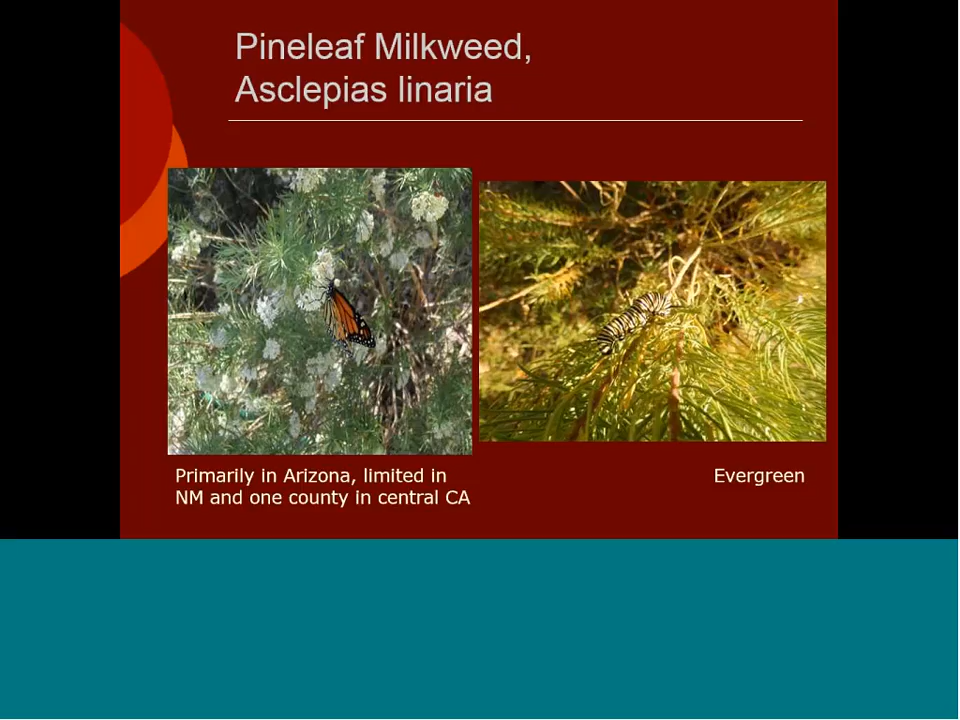 Pineleaf Milkweed,
Asclepias linaria
Primarily in Arizona, limited in
NM and one county in central CA
Evergreen